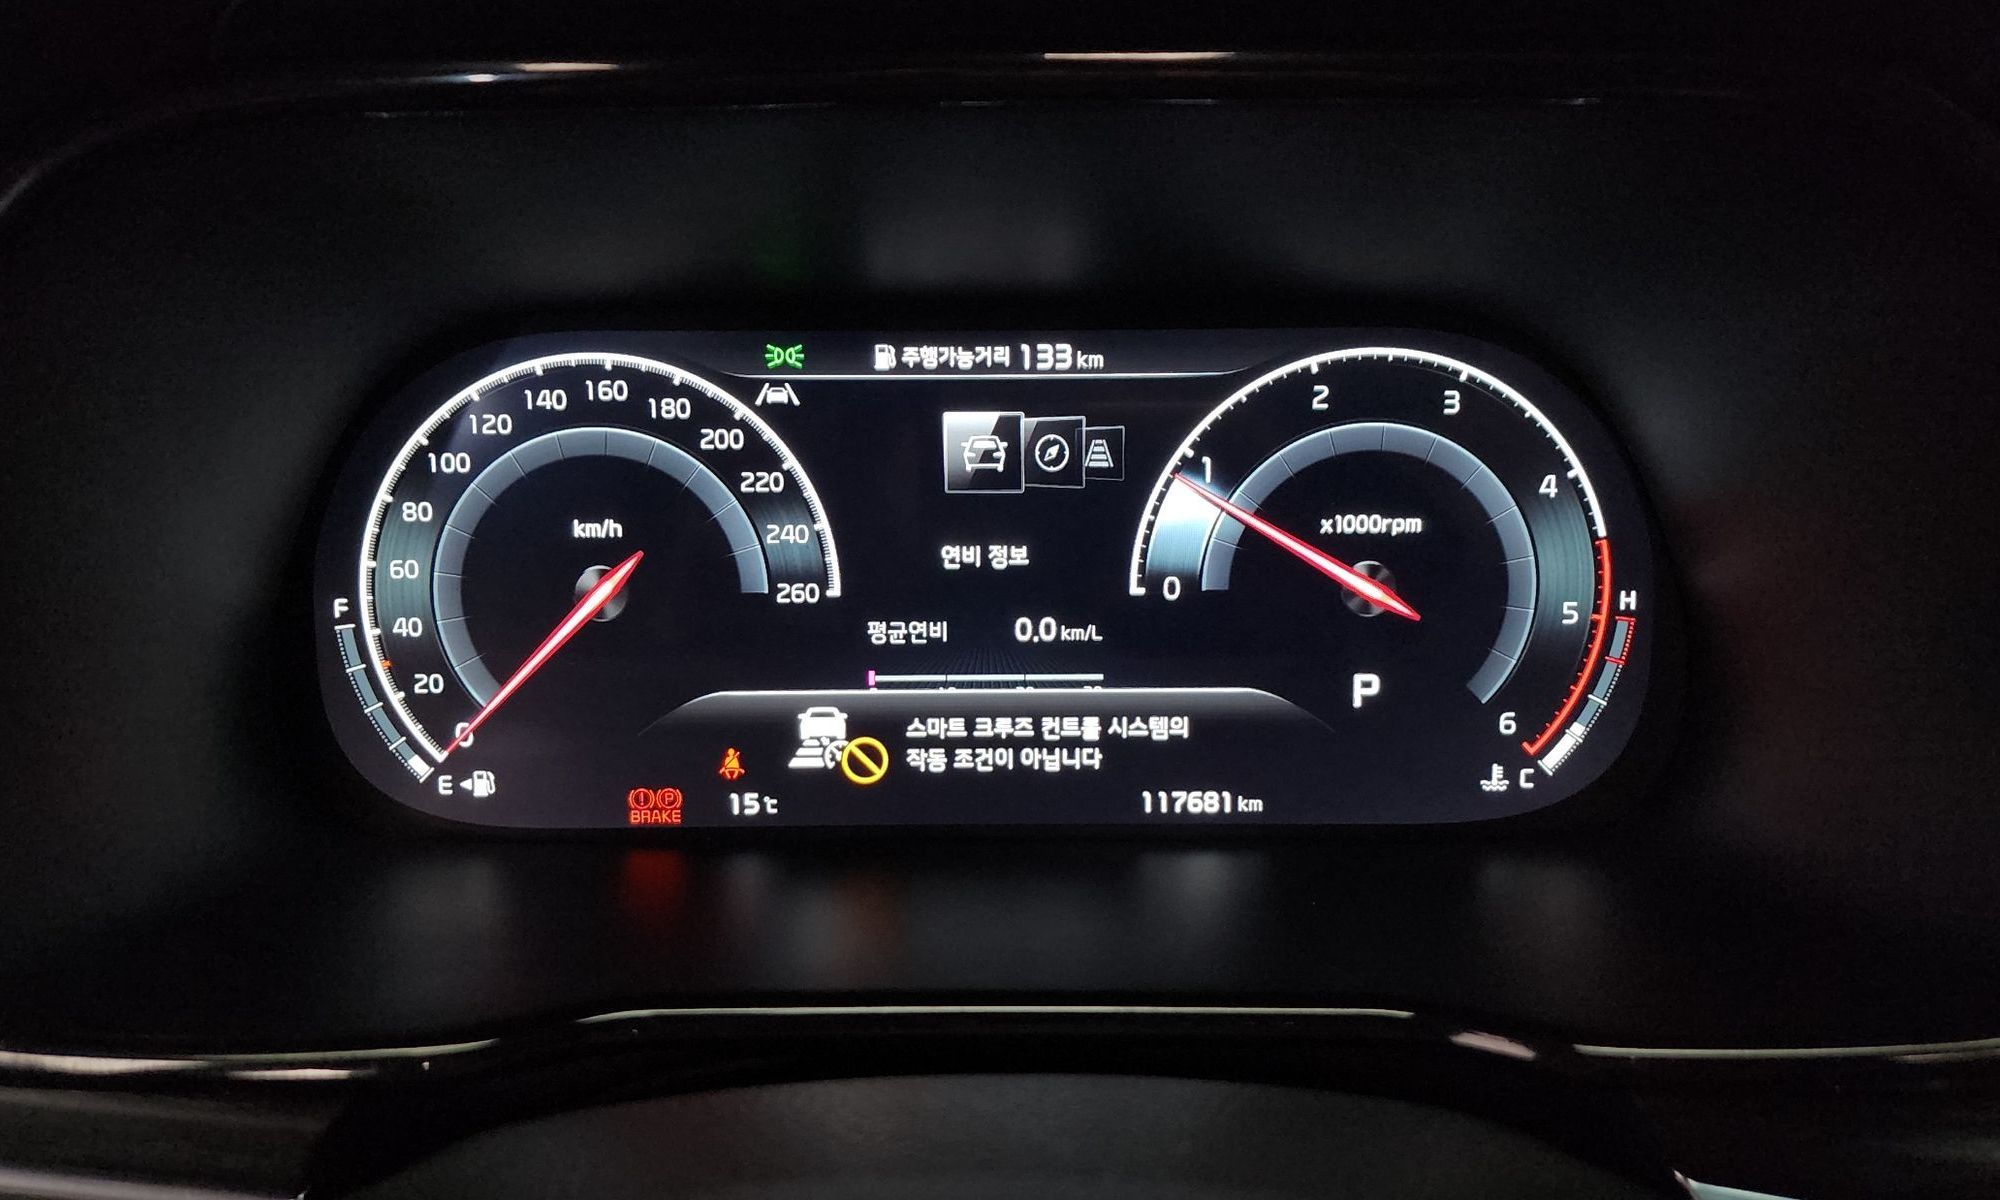 주행가능거리 133 km
km/h
0
20
40
60
80
100
120
140
160
180
200
220
240
260
F
E
연비 정보
평균연비 0.0 km/L
스마트 크루즈 컨트롤 시스템의
작동 조건이 아닙니다
BRAKE
15℃
117681 km
x1000rpm
0
1
2
3
4
5
6
P
H
C